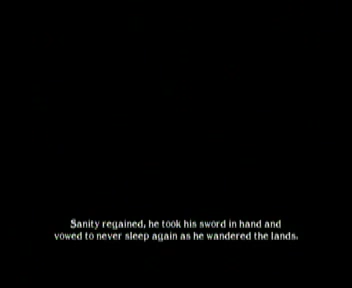 Sanity regained, he took his sword in hand and
vowed to never sleep again as he wandered the lands.